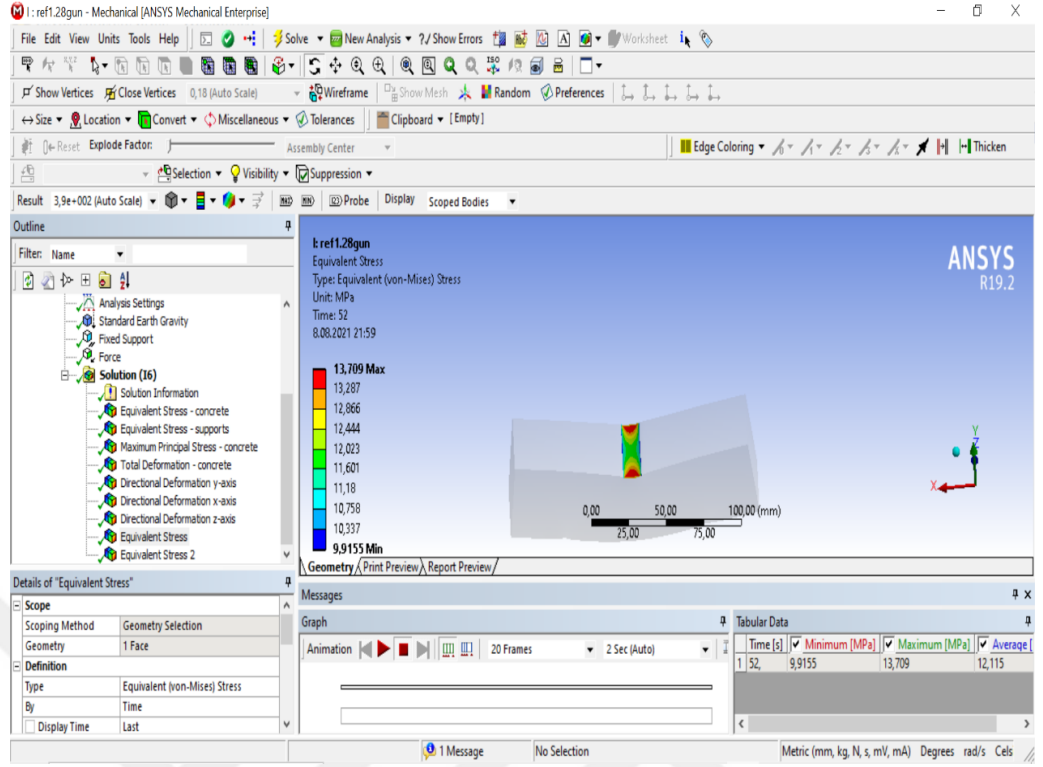 I : ref1.28gun - Mechanical [ANSYS Mechanical Enterprise]
File Edit View Units Tools Help Solve New Analysis ?/ Show Errors Worksheet
Show Vertices Close Vertices 0,18 (Auto Scale) Wireframe Show Mesh Random Preferences
Size Location Convert Miscellaneous Tolerances Clipboard [Empty]
Reset Explode Factor: Assembly Center Edge Coloring Thicken
Selection Visibility Suppression
Result 3,9e+002 (Auto Scale) Probe Display Scoped Bodies
Outline
Filter: Name
Analysis Settings
Standard Earth Gravity
Fixed Support
Force
Solution (I6)
Solution Information
Equivalent Stress - concrete
Equivalent Stress - supports
Maximum Principal Stress - concrete
Total Deformation - concrete
Directional Deformation y-axis
Directional Deformation x-axis
Directional Deformation z-axis
Equivalent Stress
Equivalent Stress 2
Details of "Equivalent Stress"
Scope
Scoping Method Geometry Selection
Geometry 1 Face
Definition
Type Equivalent (von-Mises) Stress
By Time
Display Time Last
I: ref1.28gun
Equivalent Stress
Type: Equivalent (von-Mises) Stress
Unit: MPa
Time: 52
8.08.2021 21:59
13,709 Max
13,287
12,866
12,444
12,023
11,601
11,18
10,758
10,337
9,9155 Min
ANSYS
R19.2
Y
Z
X
0,00 50,00 100,00 (mm)
25,00 75,00
Geometry Print Preview Report Preview
Messages
Graph
Animation 20 Frames 2 Sec (Auto)
Tabular Data
Time [s] Minimum [MPa] Maximum [MPa] Average [
1 52, 9,9155 13,709 12,115
1 Message No Selection Metric (mm, kg, N, s, mV, mA) Degrees rad/s Cels